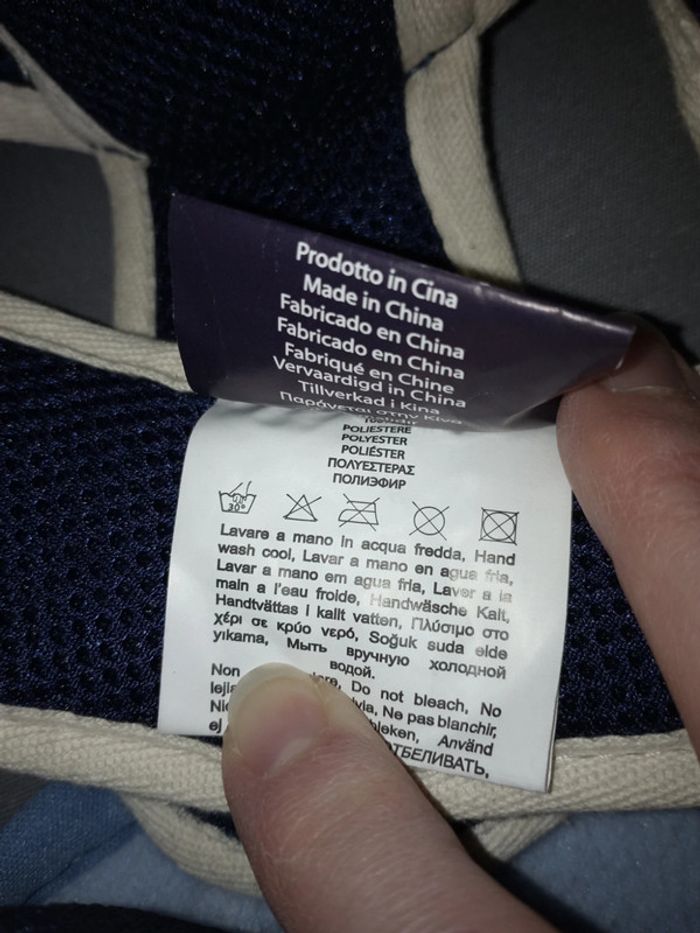 Prodotto in Cina
Made in China
Fabricado en China
Fabricado em China
Fabriqué en Chine
Vervaardigd in China
Tillverkad i Kina
Παράγεται στην Κίνα
POLIESTERE
POLYESTER
POLIÉSTER
ΠΟΛΥΕΣΤΕΡΑΣ
ПОЛИЭФИР
30°
Lavare a mano in acqua fredda, Hand
wash cool, Lavar a mano en agua fria,
Lavar a mano em agua fria, Laver a la
main a l'eau froide, Handwäsche Kalt,
Handtvättas i kallt vatten, Πλύσιμο στο
χέρι σε κρύο νερό, Soğuk suda elde
yıkama, Мыть вручную холодной
водой.
Non Do not bleach, No
Ne pas blanchir,
ej Använd
ОТБЕЛИВАТЬ,